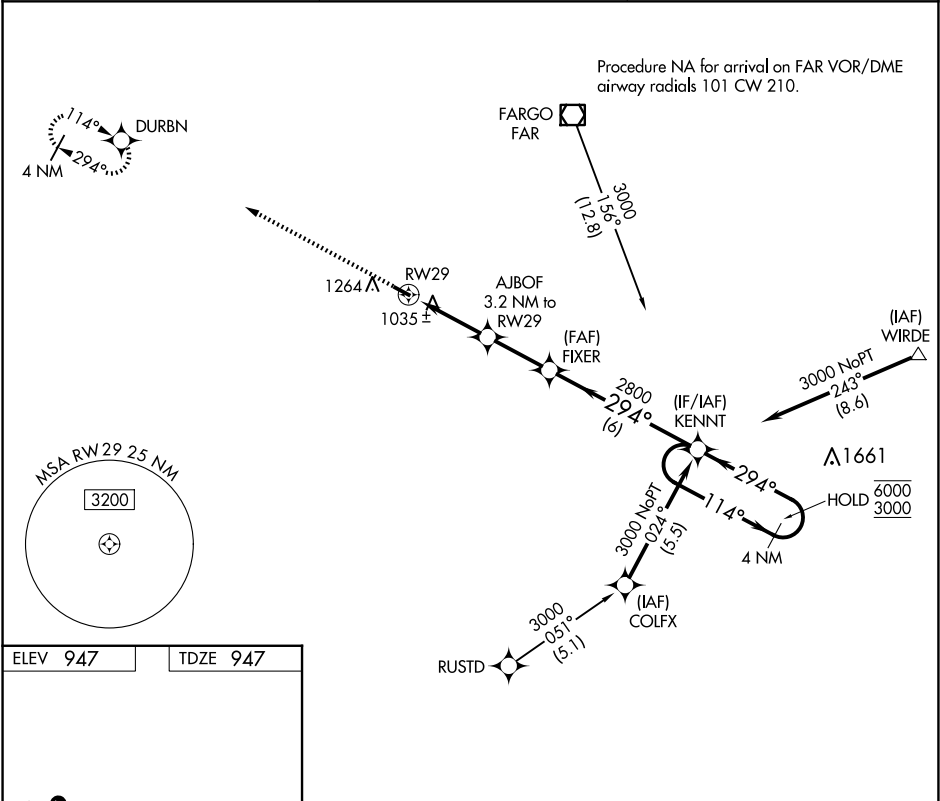 Procedure NA for arrival on FAR VOR/DME
airway radials 101 CW 210.
FARGO
FAR
3000
156°
(12.8)
114°
DURBN
294°
4 NM
1264
RW29
1035 ±
AJBOF
3.2 NM to
RW29
(FAF)
FIXER
(IAF)
WIRDE
3000 NoPT
243°
(8.6)
2800
294°
(6)
(IF/IAF)
KENNT
1661
294°
114°
HOLD 6000
3000
4 NM
3000 NoPT
024°
(5.5)
(IAF)
COLFX
3000
051°
(5.1)
RUSTD
MSA RW29 25 NM
3200
ELEV 947
TDZE 947